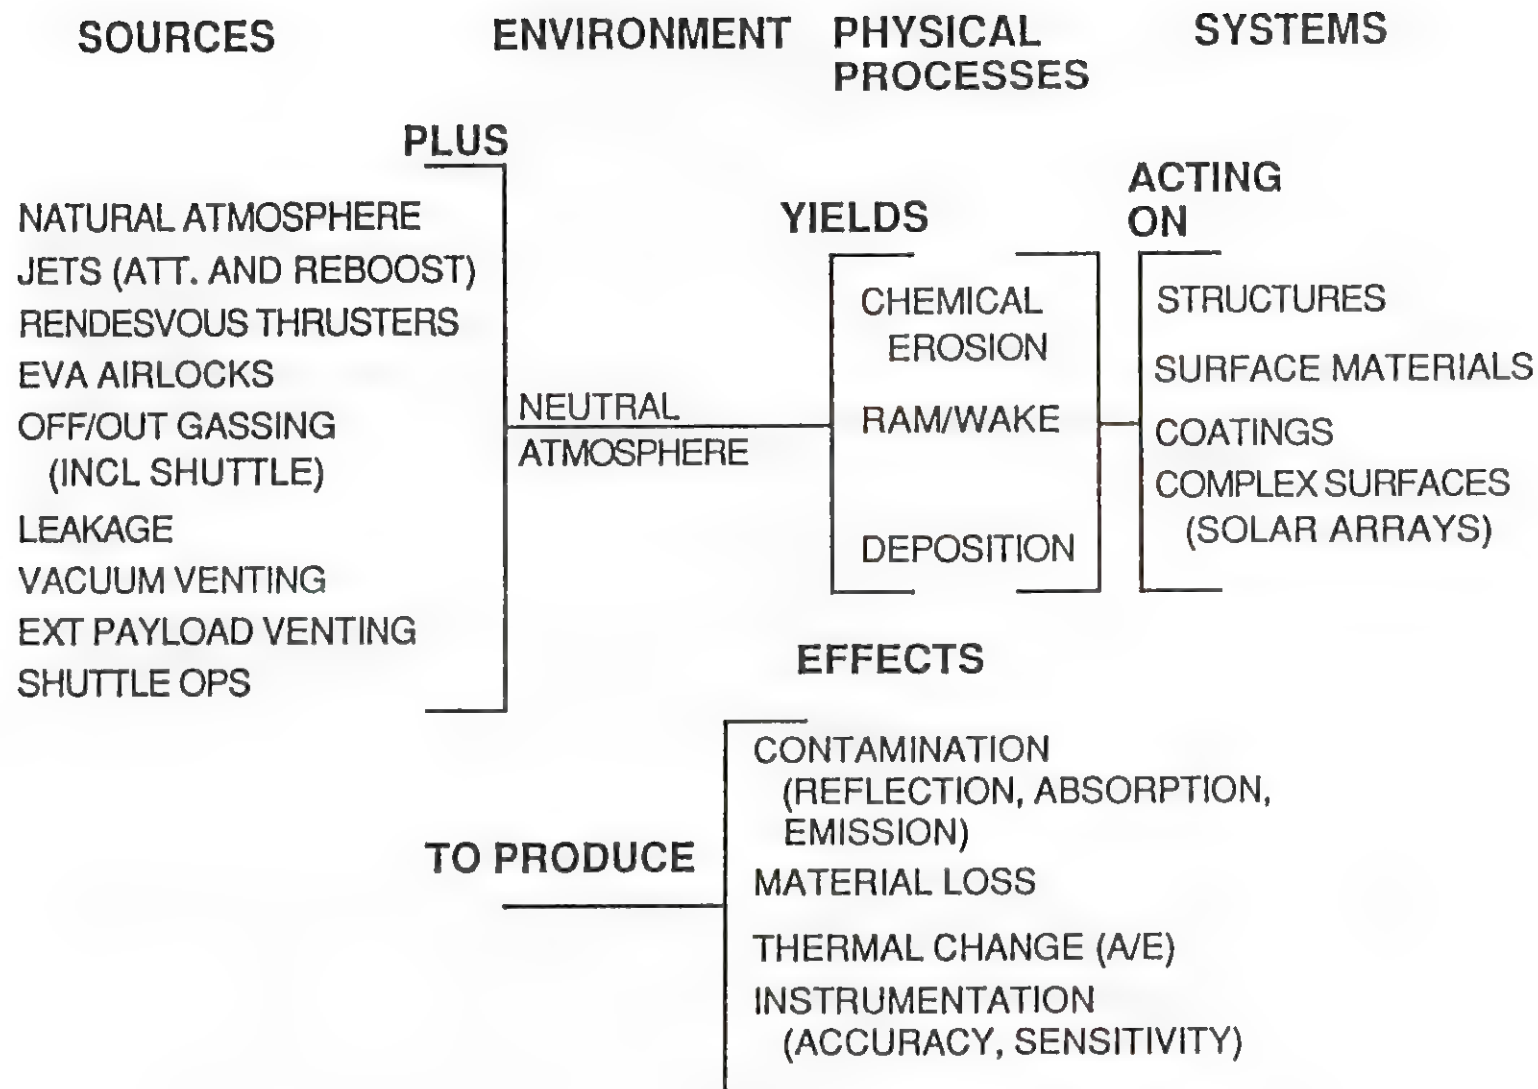 SOURCES
ENVIRONMENT
PHYSICAL
PROCESSES
SYSTEMS
PLUS
NATURAL ATMOSPHERE
JETS (ATT. AND REBOOST)
RENDESVOUS THRUSTERS
EVA AIRLOCKS
OFF/OUT GASSING
(INCL SHUTTLE)
LEAKAGE
VACUUM VENTING
EXT PAYLOAD VENTING
SHUTTLE OPS
NEUTRAL
ATMOSPHERE
YIELDS
CHEMICAL
EROSION
RAM/WAKE
DEPOSITION
ACTING
ON
STRUCTURES
SURFACE MATERIALS
COATINGS
COMPLEX SURFACES
(SOLAR ARRAYS)
EFFECTS
TO PRODUCE
CONTAMINATION
(REFLECTION, ABSORPTION,
EMISSION)
MATERIAL LOSS
THERMAL CHANGE (A/E)
INSTRUMENTATION
(ACCURACY, SENSITIVITY)